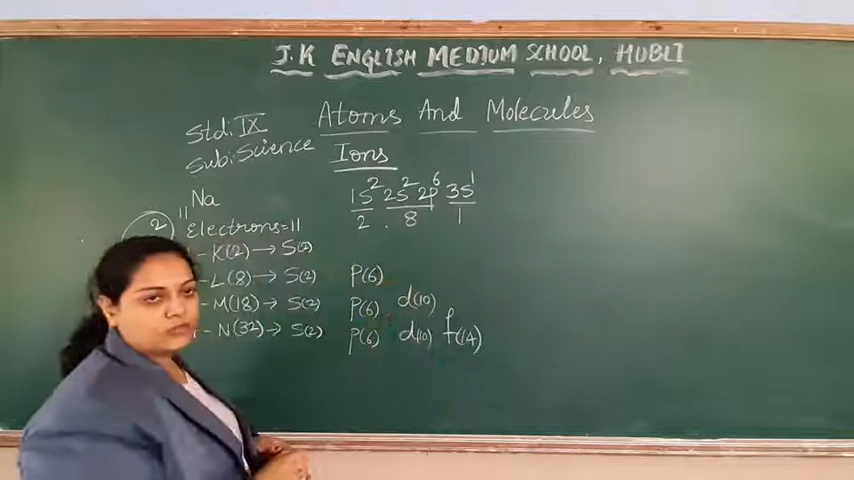 J.K ENGLISH MEDIUM SCHOOL, HUBLI
Std: IX Atoms And Molecules
Sub: Science Ions
Na 1S² 2S² 2p⁶ 3S¹
11 2 . 8 1
2 Electrons=11
- K(2) → S(2)
- L(8) → S(2) P(6)
- M(18) → S(2) P(6) d(10)
- N(32) → S(2) P(6) d(10) f(14)